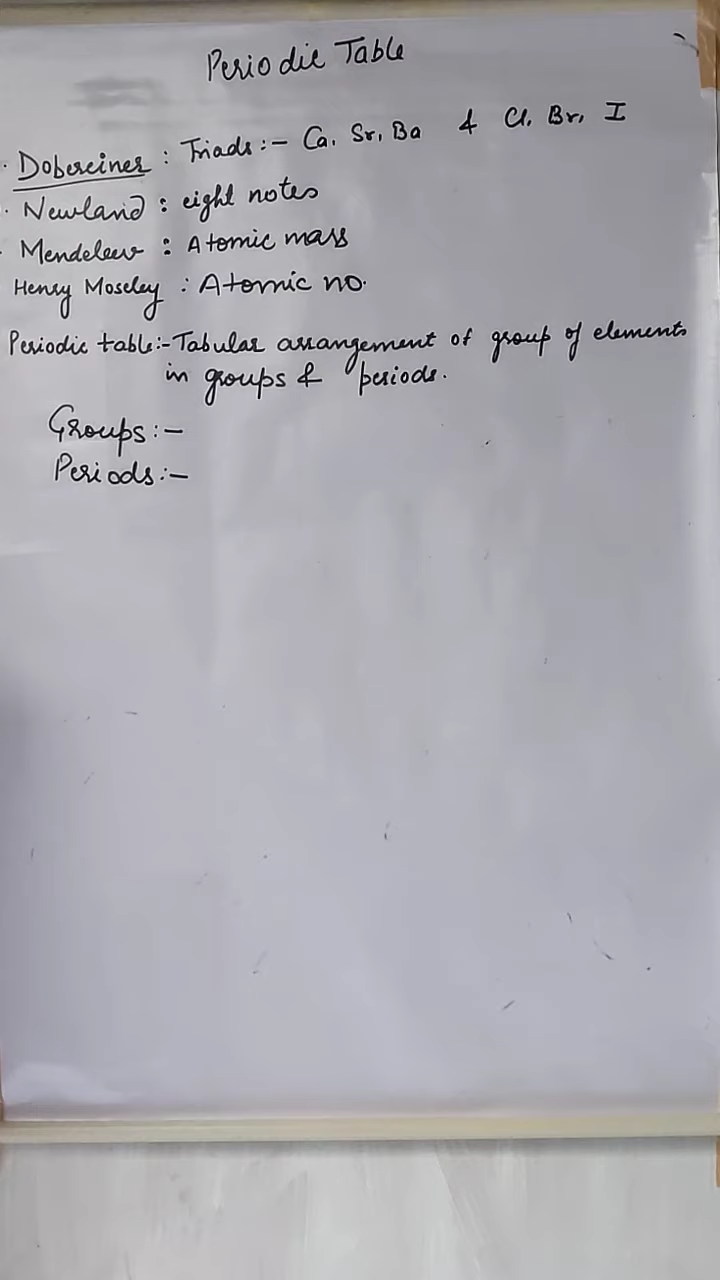 Periodic Table
. Dobereiner : Triads :- Ca, Sr, Ba & Cl, Br, I
. Newland : eight notes
. Mendeleev : Atomic mass
Henry Moseley : Atomic no.
Periodic table:- Tabular arrangement of group of elements
in groups & periods.
Groups :-
Periods :-